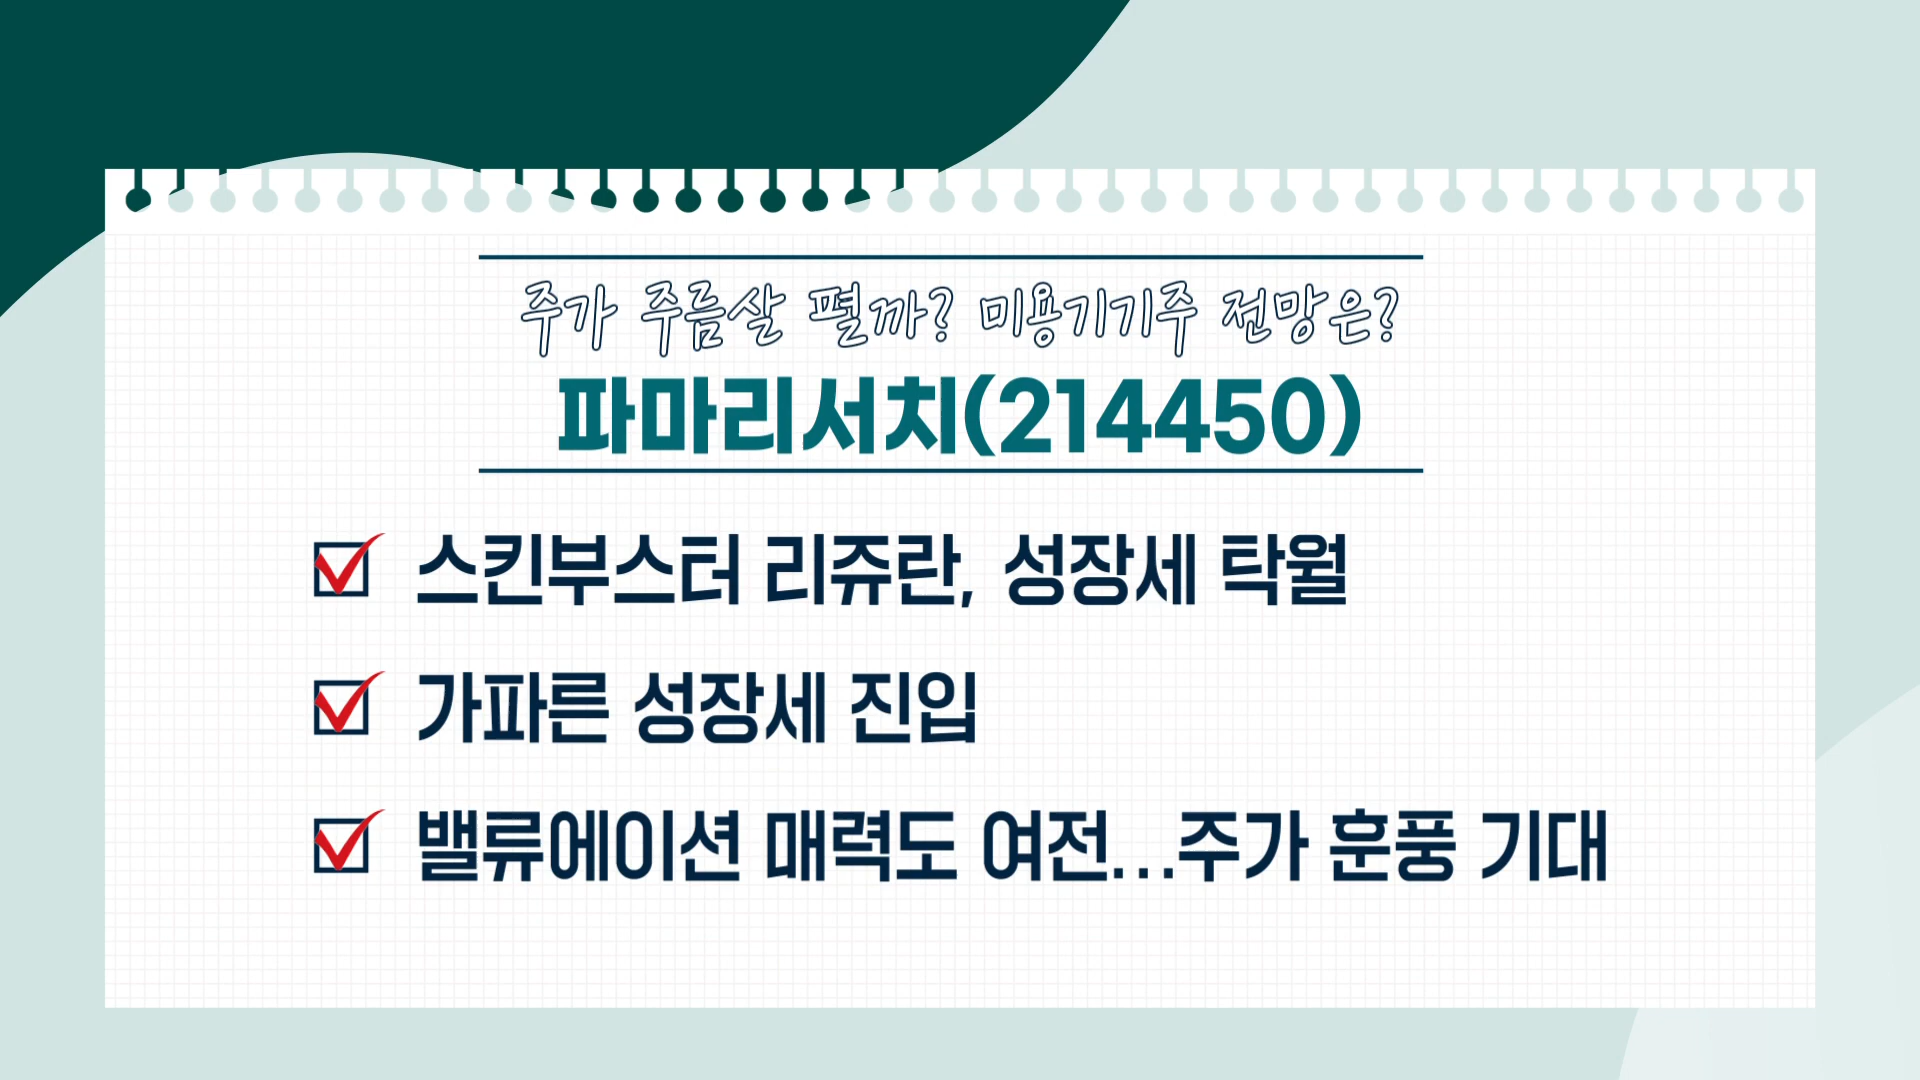 주가 주름살 펼까? 미용기기주 전망은?
파마리서치(214450)
스킨부스터 리쥬란, 성장세 탁월
가파른 성장세 진입
밸류에이션 매력도 여전...주가 훈풍 기대